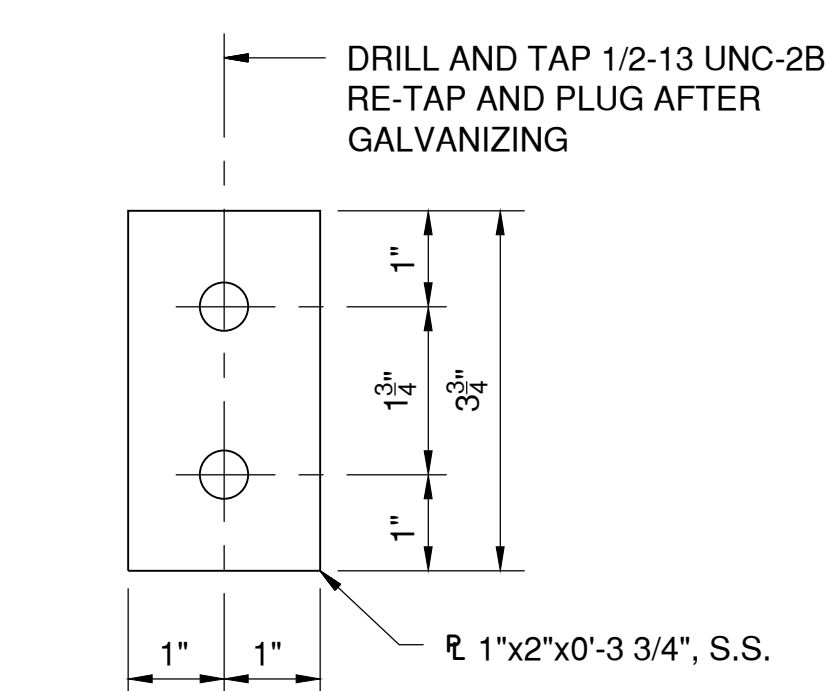 DRILL AND TAP 1/2-13 UNC-2B
RE-TAP AND PLUG AFTER
GALVANIZING
1"
1 3/4"
3 3/4"
1"
1" 1"
℄ 1"x2"x0'-3 3/4", S.S.